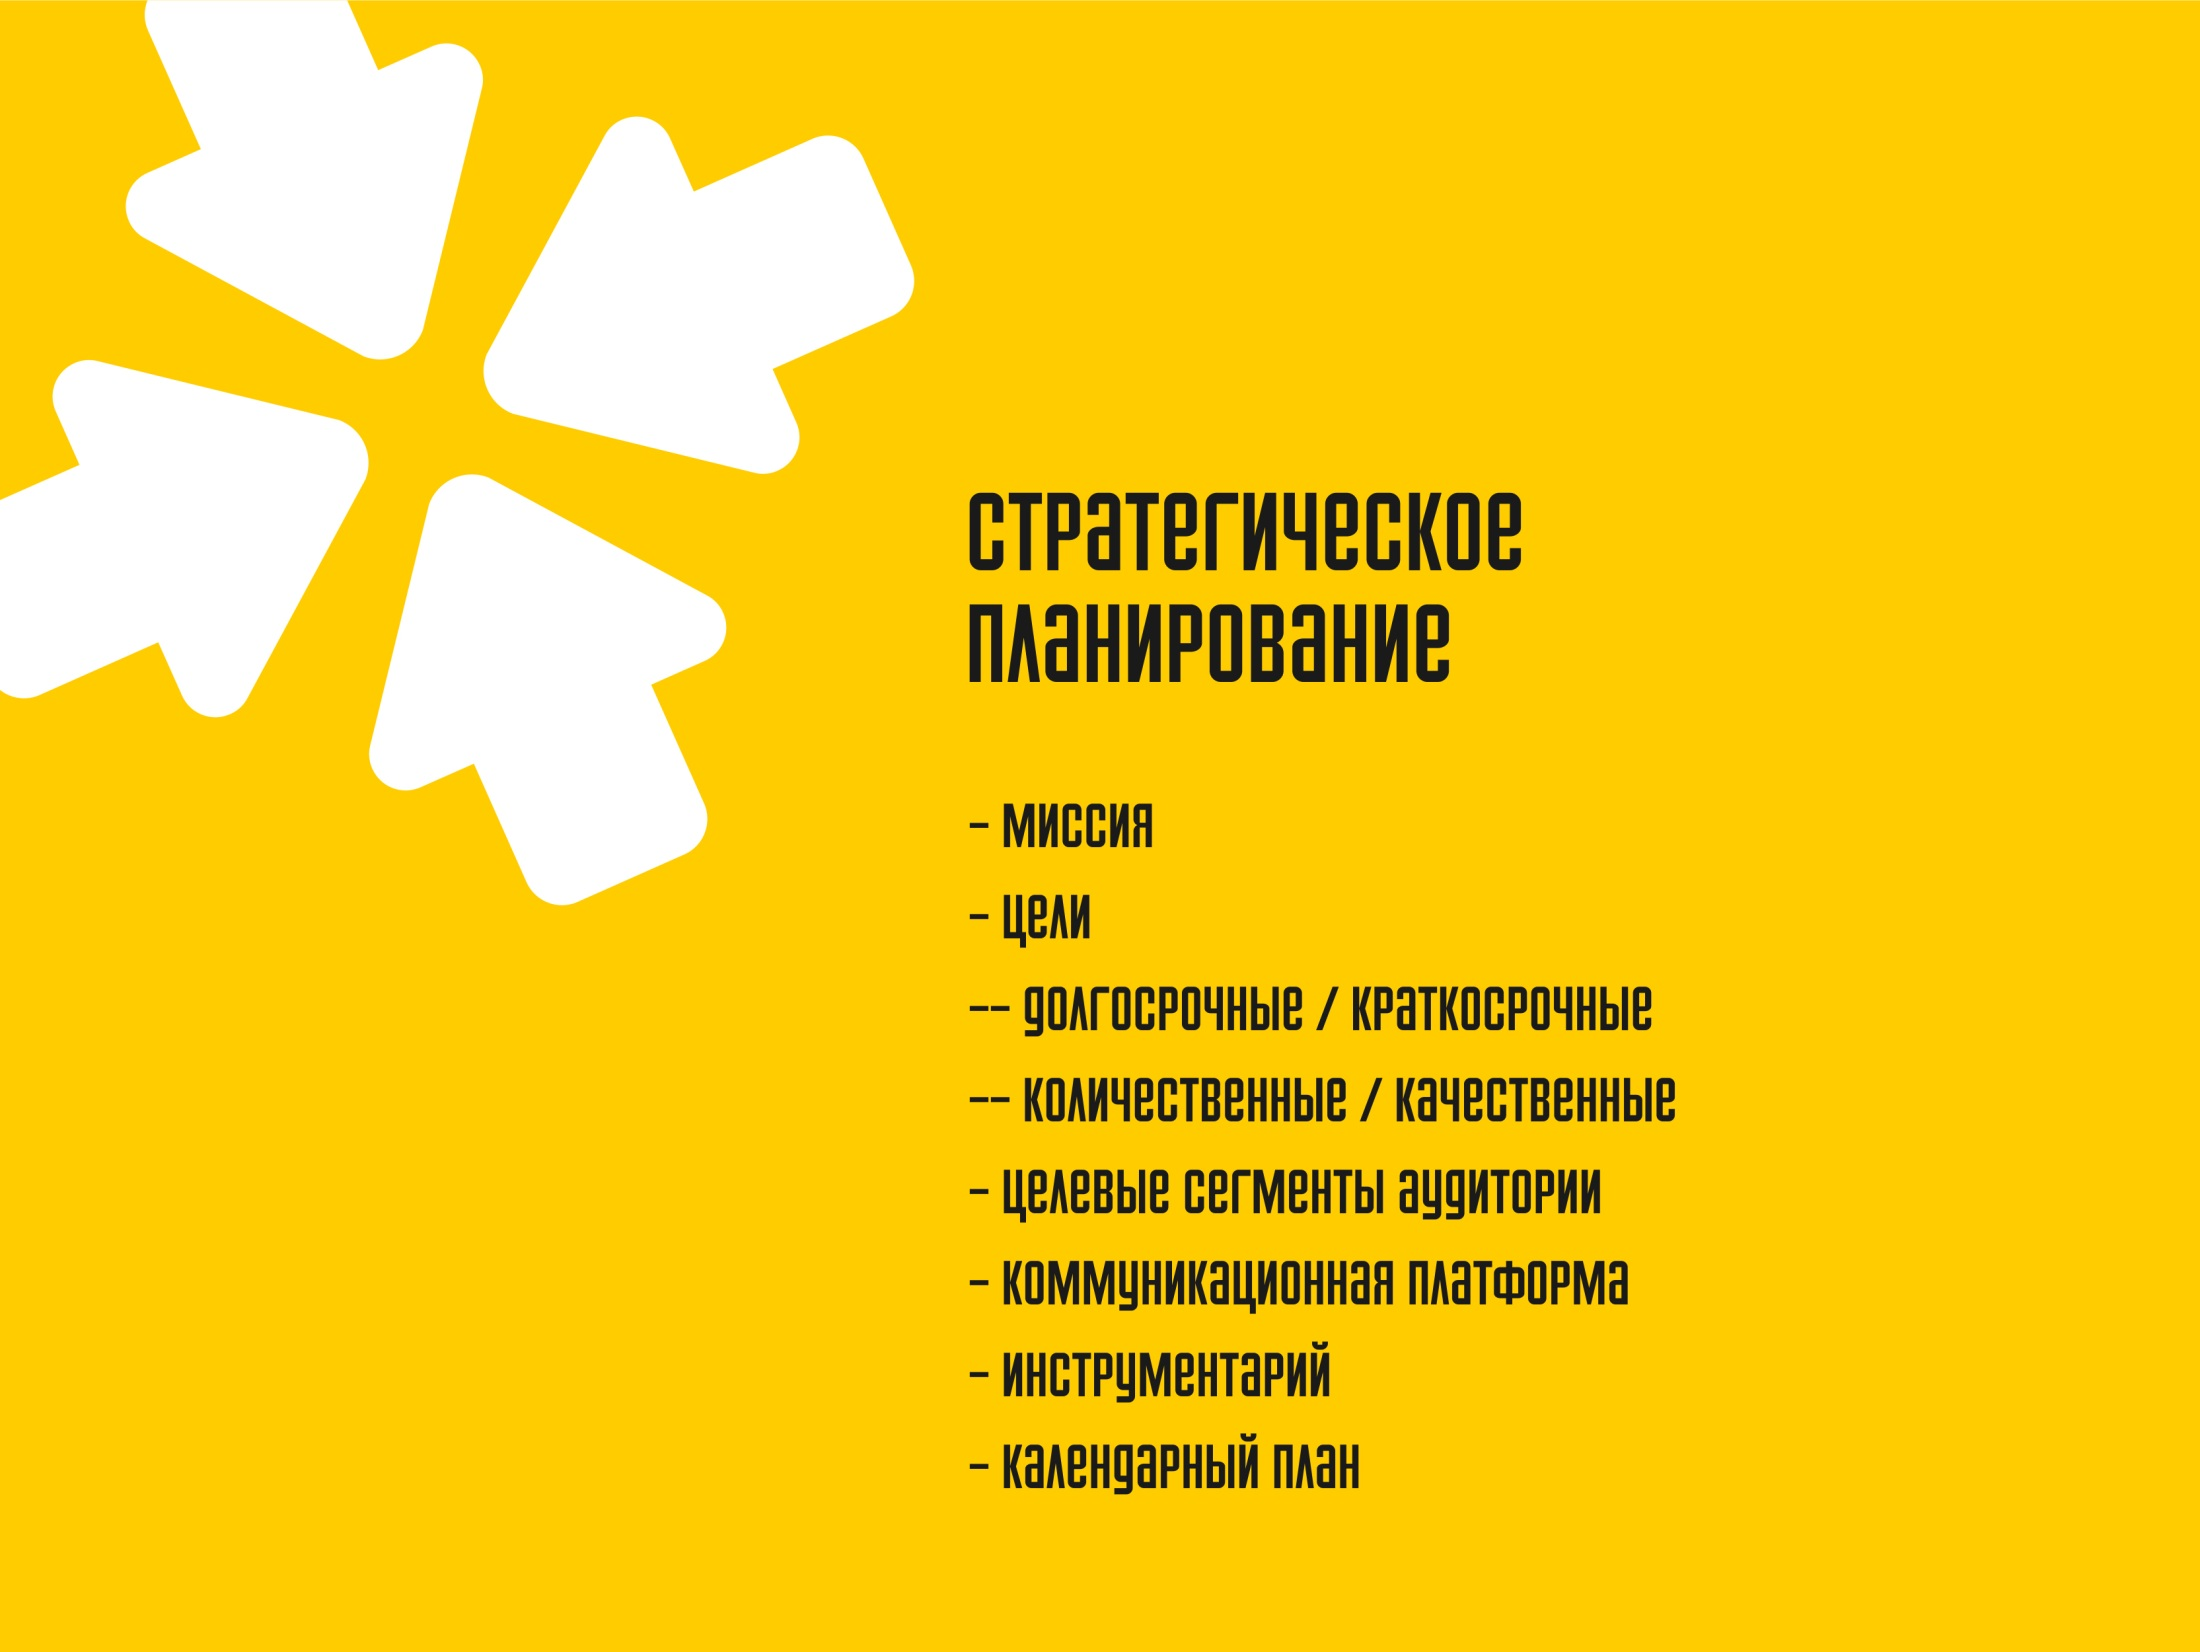 стратегическое
планирование
– миссия
– цели
–– долгосрочные / краткосрочные
–– количественные / качественные
– целевые сегменты аудитории
– коммуникационная платформа
– инструментарий
– календарный план